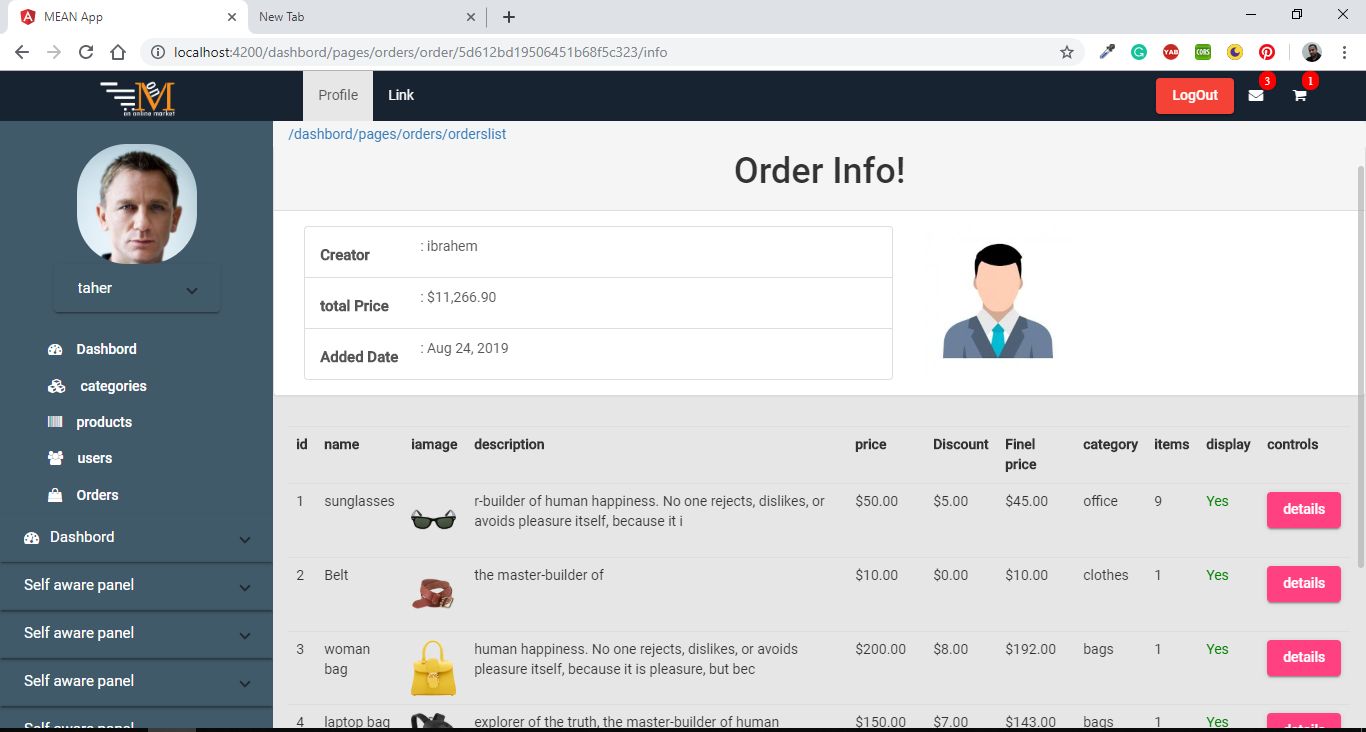 MEAN App
New Tab
localhost:4200/dashbord/pages/orders/order/5d612bd19506451b68f5c323/info
YAB
CORS
M
en
on online market
Profile
Link
LogOut
3
1
taher
Dashbord
categories
products
users
Orders
Dashbord
Self aware panel
Self aware panel
Self aware panel
Self aware panel
/dashbord/pages/orders/orderslist
Order Info!
Creator : ibrahem
total Price : $11,266.90
Added Date : Aug 24, 2019
id name iamage description price Discount Finel price category items display controls
1 sunglasses r-builder of human happiness. No one rejects, dislikes, or $50.00 $5.00 $45.00 office 9 Yes details
avoids pleasure itself, because it i
2 Belt the master-builder of $10.00 $0.00 $10.00 clothes 1 Yes details
3 woman bag human happiness. No one rejects, dislikes, or avoids $200.00 $8.00 $192.00 bags 1 Yes details
pleasure itself, because it is pleasure, but bec
4 laptop bag explorer of the truth, the master-builder of human $150.00 $7.00 $143.00 bags 1 Yes details